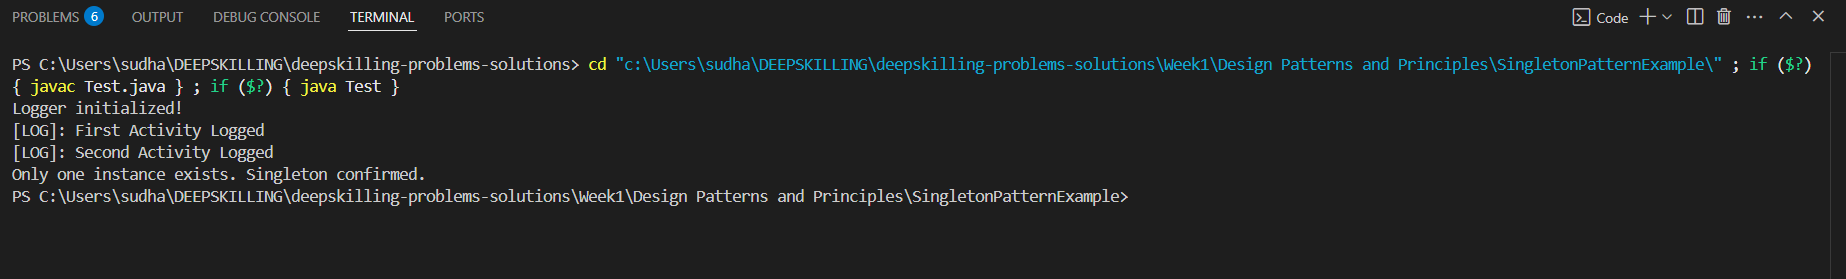 PROBLEMS 6 OUTPUT DEBUG CONSOLE TERMINAL PORTS Code
PS C:\Users\sudha\DEEPSKILLING\deepskilling-problems-solutions> cd "c:\Users\sudha\DEEPSKILLING\deepskilling-problems-solutions\Week1\Design Patterns and Principles\SingletonPatternExample\" ; if ($?)
{ javac Test.java } ; if ($?) { java Test }
Logger initialized!
[LOG]: First Activity Logged
[LOG]: Second Activity Logged
Only one instance exists. Singleton confirmed.
PS C:\Users\sudha\DEEPSKILLING\deepskilling-problems-solutions\Week1\Design Patterns and Principles\SingletonPatternExample>